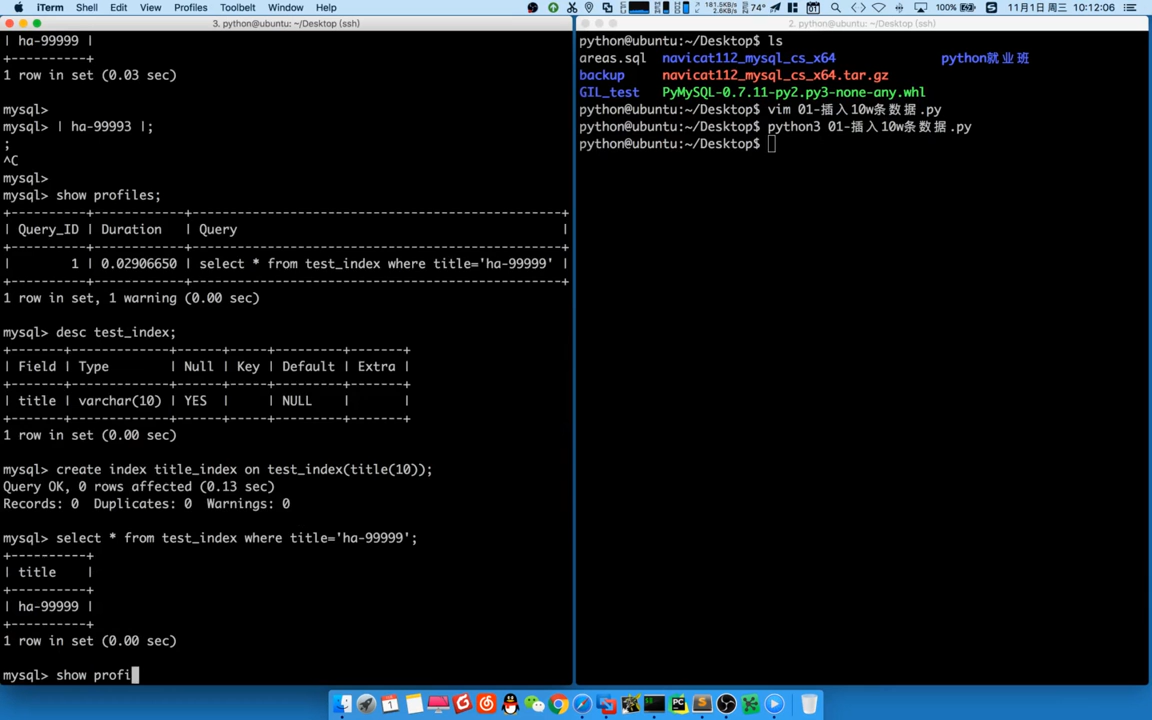 iTerm Shell Edit View Profiles Toolbelt Window Help 181.5KB/s 2.6KB/s 74° 100% 11月1日 周三 10:12:06
3. python@ubuntu: ~/Desktop (ssh)
| ha-99999 |
+----------+
1 row in set (0.03 sec)
mysql>
mysql> | ha-99993 |;
;
^C
mysql>
mysql> show profiles;
+----------+------------+--------------------------------------------------+
| Query_ID | Duration | Query |
+----------+------------+--------------------------------------------------+
| 1 | 0.02906650 | select * from test_index where title='ha-99999' |
+----------+------------+--------------------------------------------------+
1 row in set, 1 warning (0.00 sec)
mysql> desc test_index;
+-------+-------------+------+-----+---------+-------+
| Field | Type | Null | Key | Default | Extra |
+-------+-------------+------+-----+---------+-------+
| title | varchar(10) | YES | | NULL | |
+-------+-------------+------+-----+---------+-------+
1 row in set (0.00 sec)
mysql> create index title_index on test_index(title(10));
Query OK, 0 rows affected (0.13 sec)
Records: 0 Duplicates: 0 Warnings: 0
mysql> select * from test_index where title='ha-99999';
+----------+
| title |
+----------+
| ha-99999 |
+----------+
1 row in set (0.00 sec)
mysql> show profi
2. python@ubuntu: ~/Desktop (ssh)
python@ubuntu:~/Desktop$ ls
areas.sql navicat112_mysql_cs_x64 python就业班
backup navicat112_mysql_cs_x64.tar.gz
GIL_test PyMySQL-0.7.11-py2.py3-none-any.whl
python@ubuntu:~/Desktop$ vim 01-插入10w条数据.py
python@ubuntu:~/Desktop$ python3 01-插入10w条数据.py
python@ubuntu:~/Desktop$